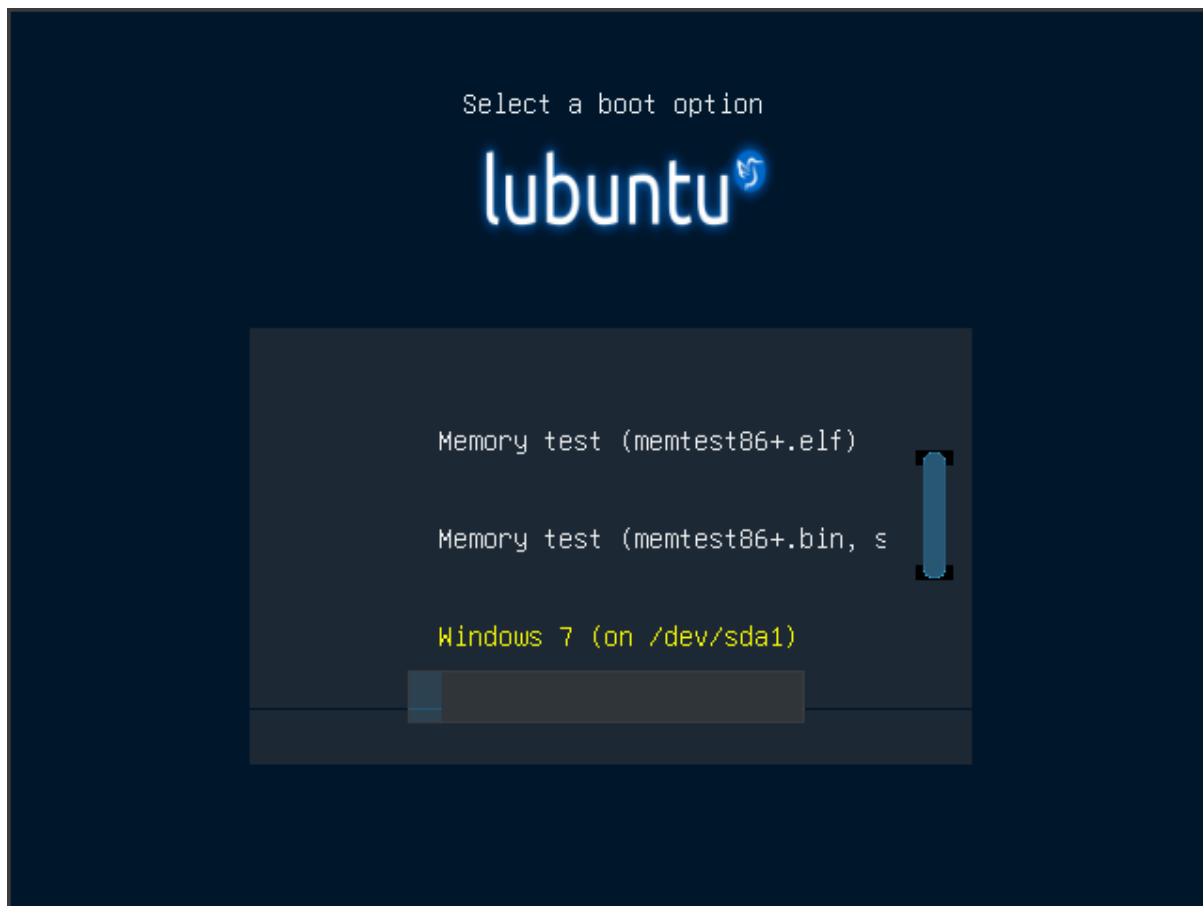 Select a boot option
lubuntu
Memory test (memtest86+.elf)
Memory test (memtest86+.bin, s
Windows 7 (on /dev/sda1)